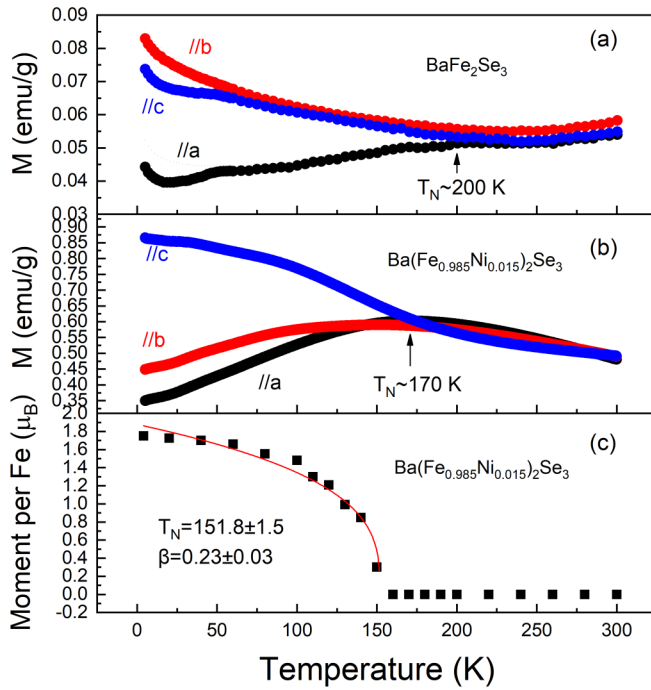 0.09
0.08
0.07
0.06
0.05
0.04
0.03
M (emu/g)
//b
//c
//a
BaFe₂Se₃
(a)
T_N~200 K
0.90
0.85
0.80
0.75
0.70
0.65
0.60
0.55
0.50
0.45
0.40
0.35
M (emu/g)
//c
//b
//a
Ba(Fe₀.₉₈₅Ni₀.₀₁₅)₂Se₃
(b)
T_N~170 K
2.0
1.8
1.6
1.4
1.2
1.0
0.8
0.6
0.4
0.2
0.0
-0.2
Moment per Fe (μ_B)
Ba(Fe₀.₉₈₅Ni₀.₀₁₅)₂Se₃
(c)
T_N=151.8±1.5
β=0.23±0.03
0 50 100 150 200 250 300
Temperature (K)